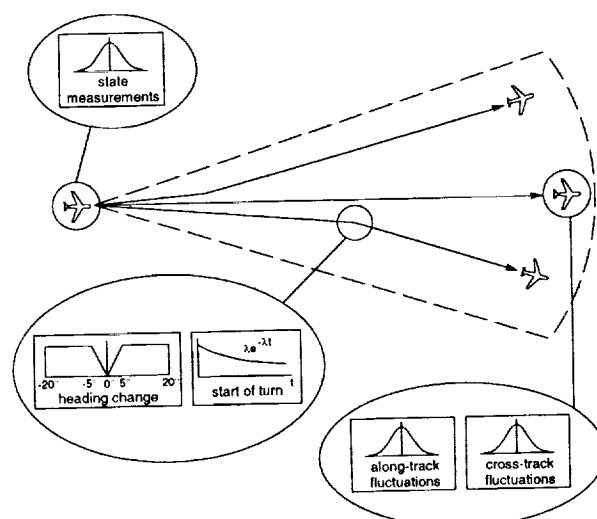 state
measurements
-20°
-5°
0°
5°
20°
heading change
λe^-λt
t
start of turn
along-track
fluctuations
cross-track
fluctuations